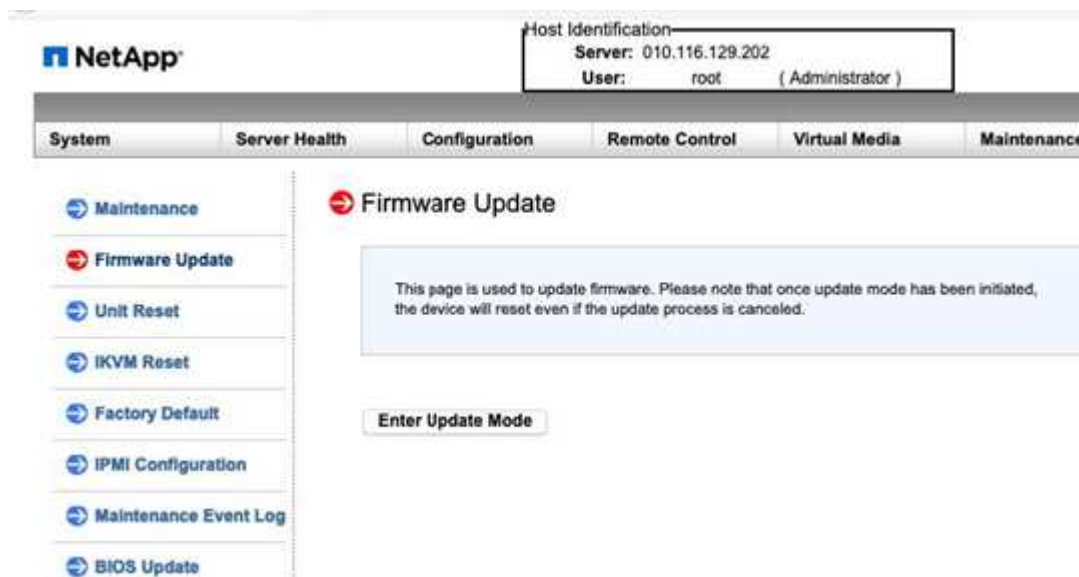 NetApp
Host Identification
Server: 010.116.129.202
User: root ( Administrator )
System Server Health Configuration Remote Control Virtual Media Maintenance
Maintenance
Firmware Update
Unit Reset
IKVM Reset
Factory Default
IPMI Configuration
Maintenance Event Log
BIOS Update
Firmware Update
This page is used to update firmware. Please note that once update mode has been initiated,
the device will reset even if the update process is canceled.
Enter Update Mode